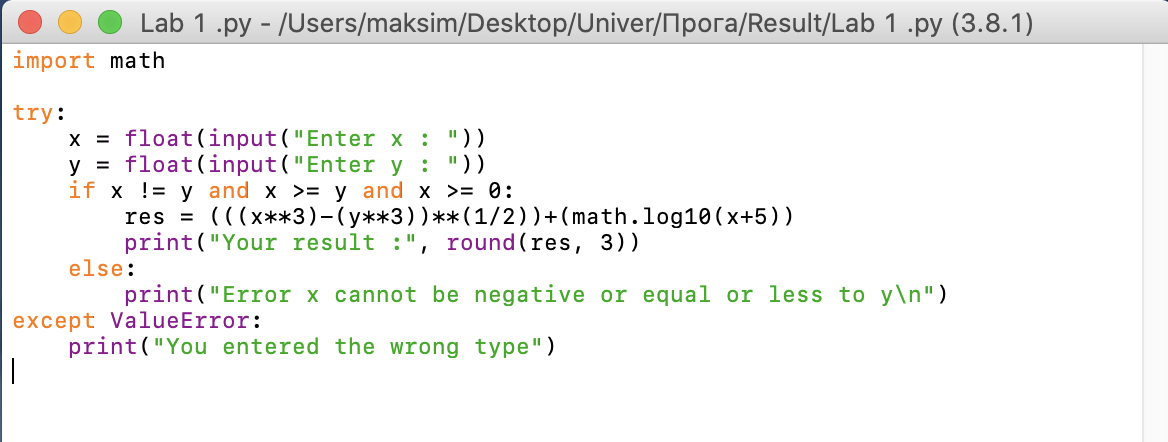 Lab 1 .py - /Users/maksim/Desktop/Univer/Прога/Result/Lab 1 .py (3.8.1)
import math
try:
    x = float(input("Enter x : "))
    y = float(input("Enter y : "))
    if x != y and x >= y and x >= 0:
        res = (((x**3)-(y**3))**(1/2))+(math.log10(x+5))
        print("Your result :", round(res, 3))
    else:
        print("Error x cannot be negative or equal or less to y\n")
except ValueError:
    print("You entered the wrong type")